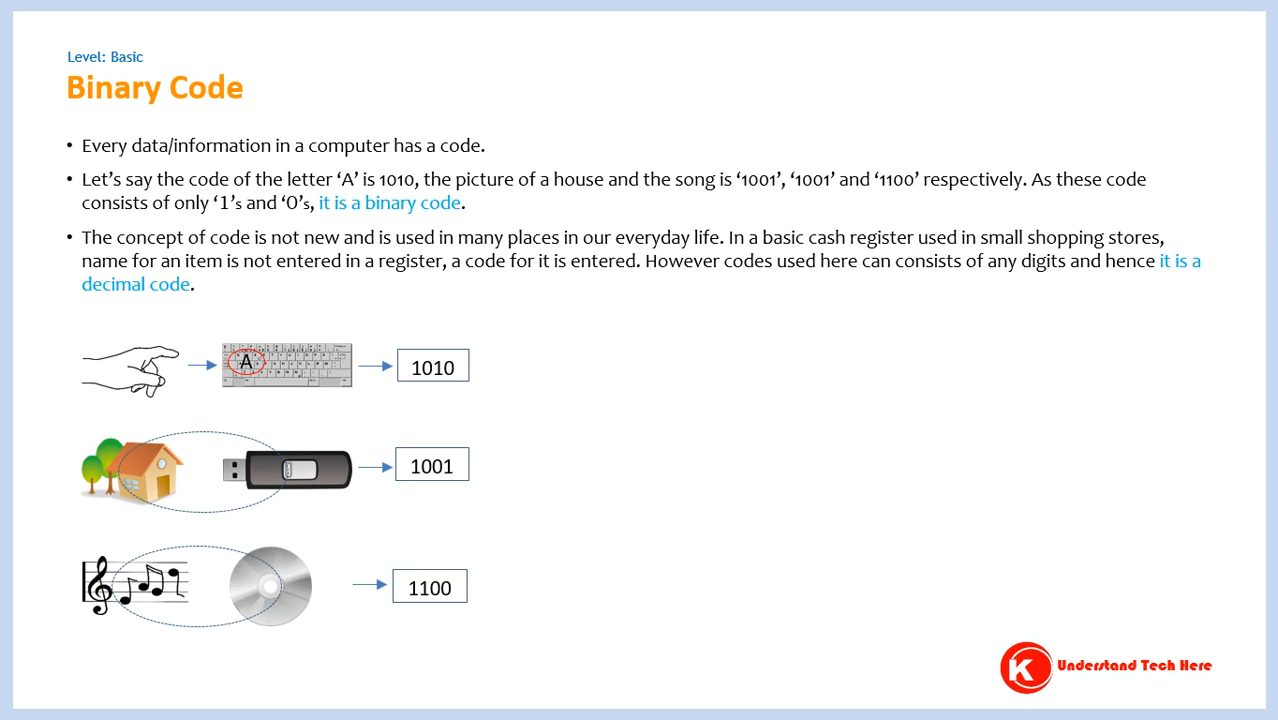 Level: Basic
Binary Code
• Every data/information in a computer has a code.
• Let's say the code of the letter ‘A’ is 1010, the picture of a house and the song is ‘1001’, ‘1001’ and ‘1100’ respectively. As these code
consists of only ‘1’s and ‘0’s, it is a binary code.
• The concept of code is not new and is used in many places in our everyday life. In a basic cash register used in small shopping stores,
name for an item is not entered in a register, a code for it is entered. However codes used here can consists of any digits and hence it is a
decimal code.
A
1010
1001
1100
K Understand Tech Here